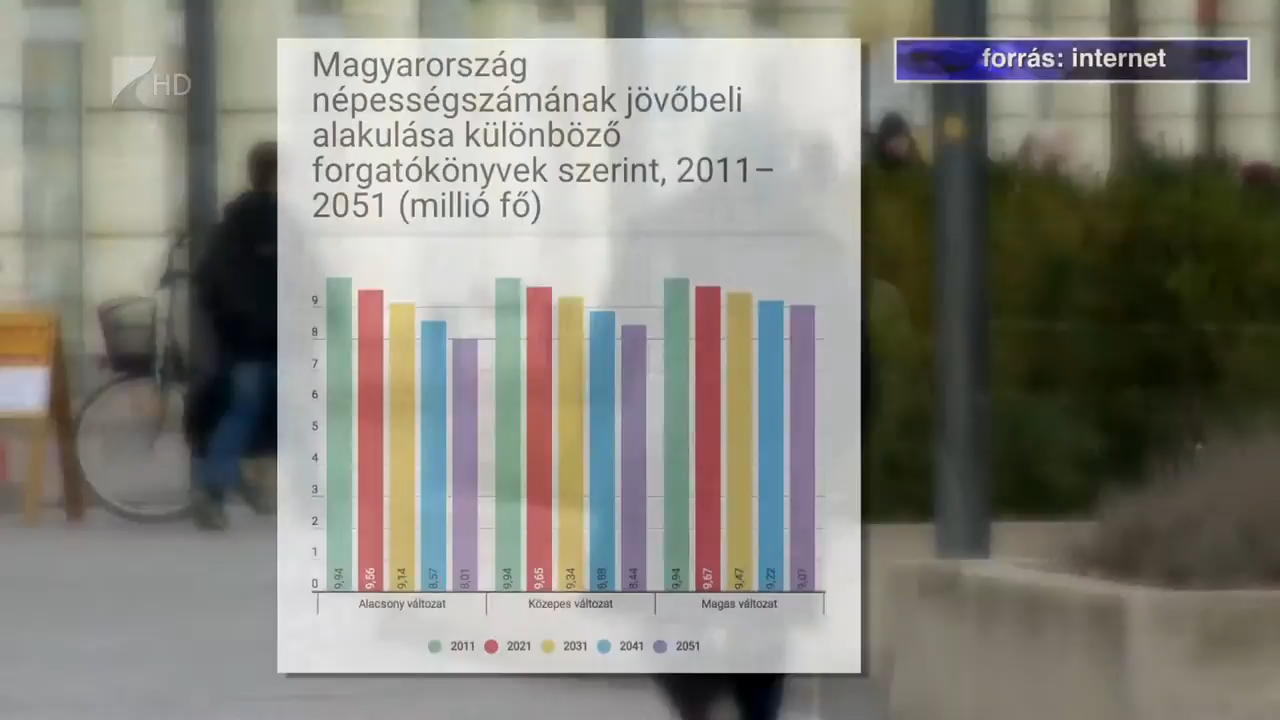 HD
forrás: internet
Magyarország
népességszámának jövőbeli
alakulása különböző
forgatókönyvek szerint, 2011–
2051 (millió fő)
9
8
7
6
5
4
3
2
1
0
9,94 9,56 9,14 8,57 8,01 9,94 9,65 9,34 8,88 8,44 9,94 9,67 9,47 9,22 9,07
Alacsony változat Közepes változat Magas változat
2011 2021 2031 2041 2051